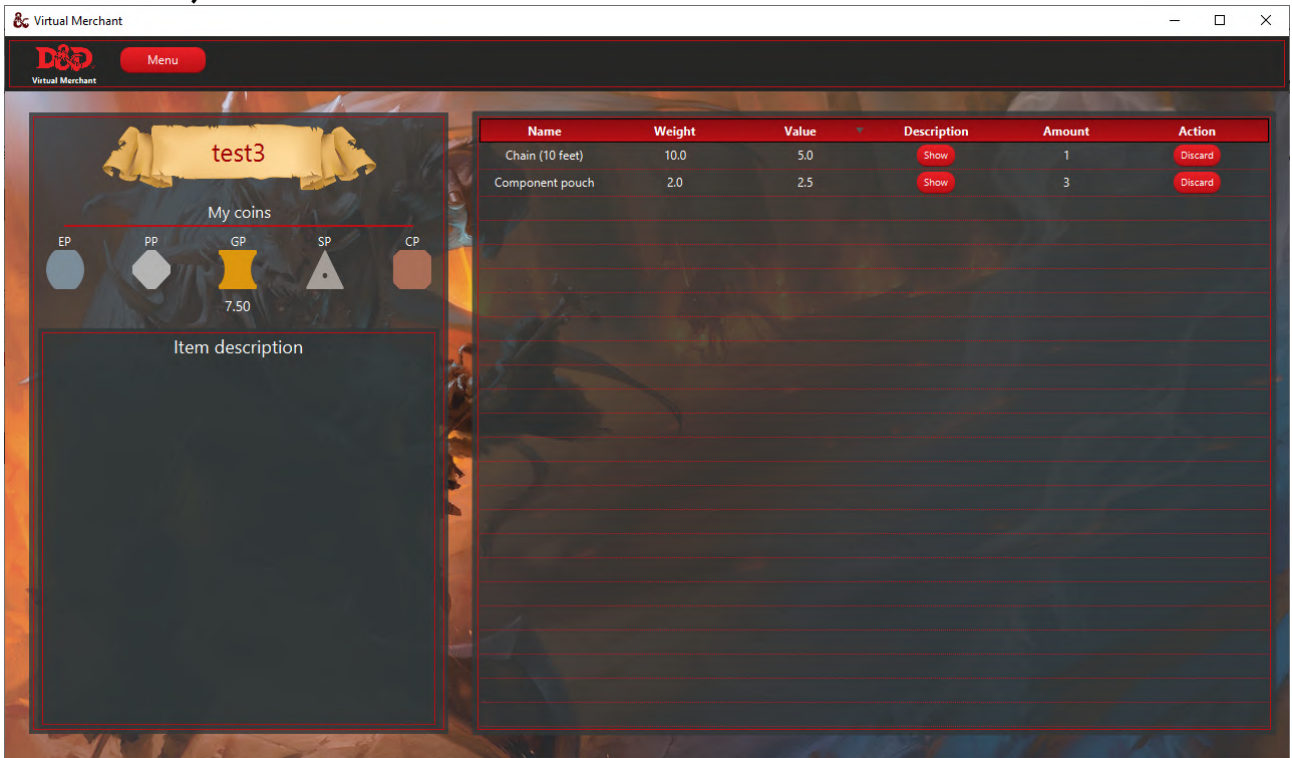 Virtual Merchant
D&D
Virtual Merchant
Menu
test3
My coins
EP PP GP SP CP
7.50
Item description
Name Weight Value Description Amount Action
Chain (10 feet) 10.0 5.0 Show 1 Discard
Component pouch 2.0 2.5 Show 3 Discard